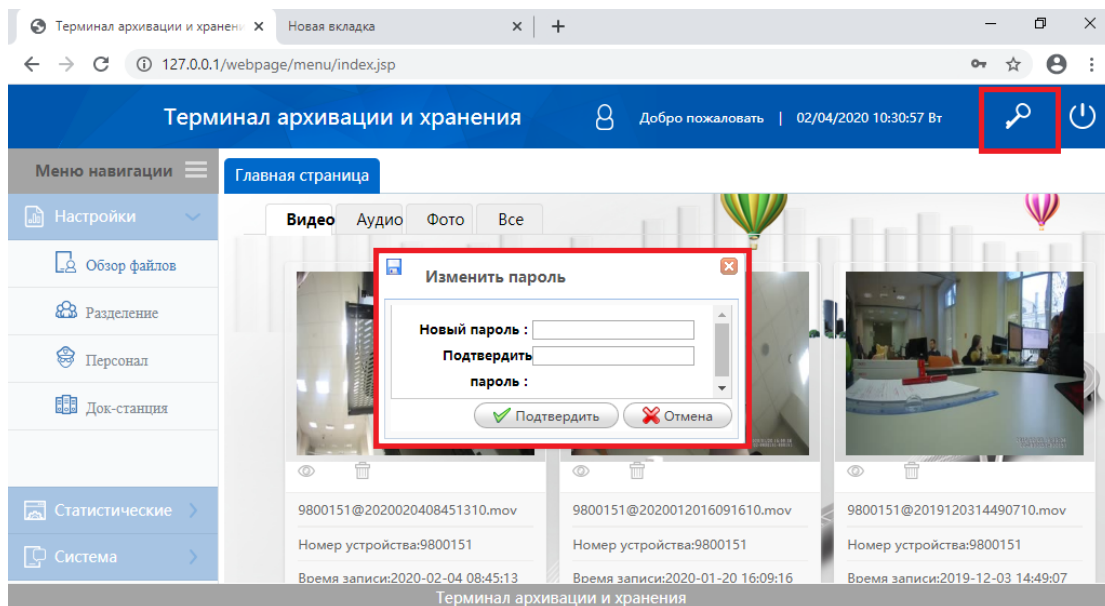 Терминал архивации и хранени
Новая вкладка
127.0.0.1/webpage/menu/index.jsp
Терминал архивации и хранения
Добро пожаловать | 02/04/2020 10:30:57 Вт
Меню навигации
Главная страница
Настройки
Видео Аудио Фото Все
Обзор файлов
Разделение
Персонал
Док-станция
Изменить пароль
Новый пароль :
Подтвердить
пароль :
Подтвердить Отмена
Статистические
Система
9800151@2020020408451310.mov
Номер устройства:9800151
Время записи:2020-02-04 08:45:13
9800151@2020012016091610.mov
Номер устройства:9800151
Время записи:2020-01-20 16:09:16
9800151@2019120314490710.mov
Номер устройства:9800151
Время записи:2019-12-03 14:49:07
Терминал архивации и хранения